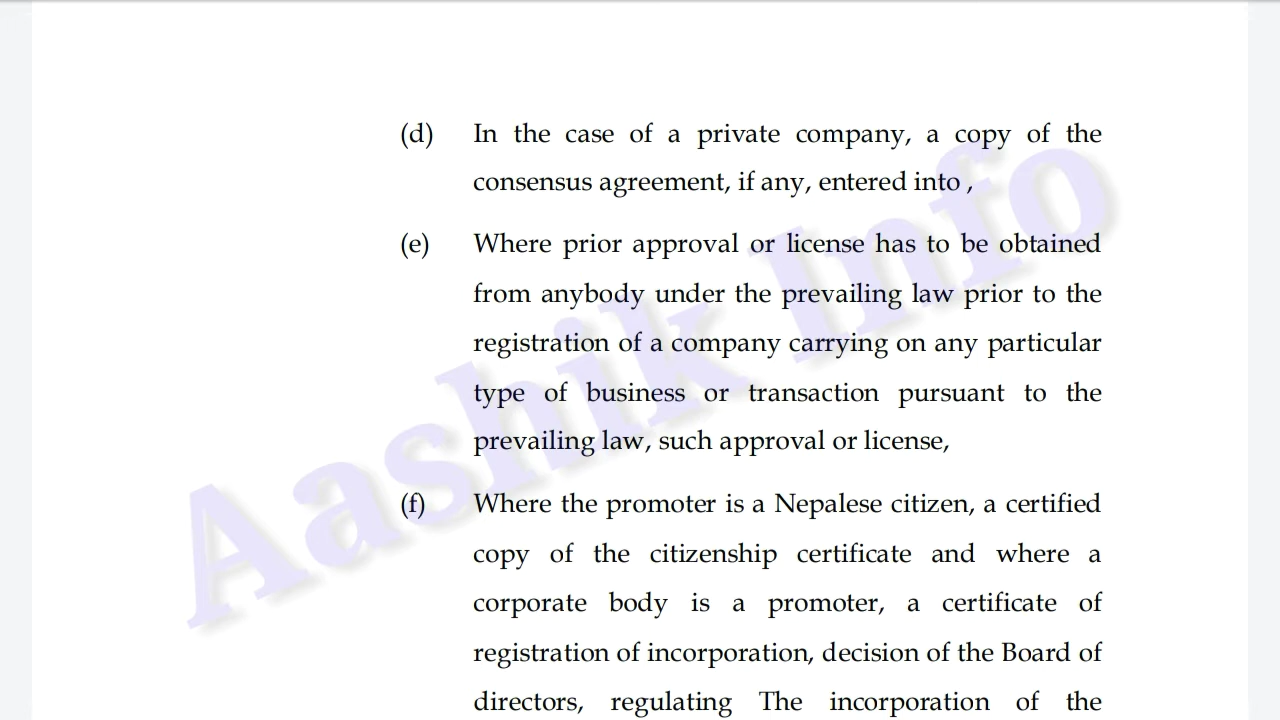 (d) In the case of a private company, a copy of the
consensus agreement, if any, entered into ,
(e) Where prior approval or license has to be obtained
from anybody under the prevailing law prior to the
registration of a company carrying on any particular
type of business or transaction pursuant to the
prevailing law, such approval or license,
(f) Where the promoter is a Nepalese citizen, a certified
copy of the citizenship certificate and where a
corporate body is a promoter, a certificate of
registration of incorporation, decision of the Board of
directors, regulating The incorporation of the
Aashik Info